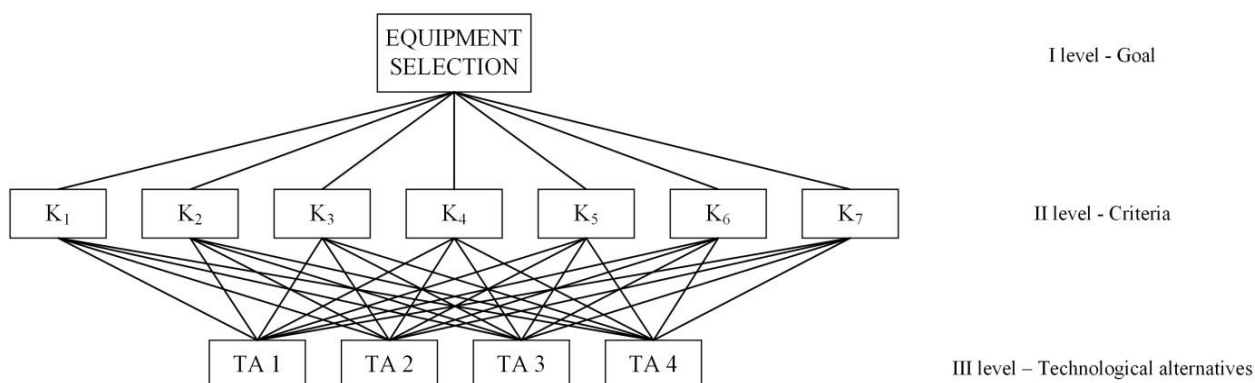 EQUIPMENT
SELECTION
I level - Goal
K₁ K₂ K₃ K₄ K₅ K₆ K₇
II level - Criteria
TA 1 TA 2 TA 3 TA 4
III level – Technological alternatives